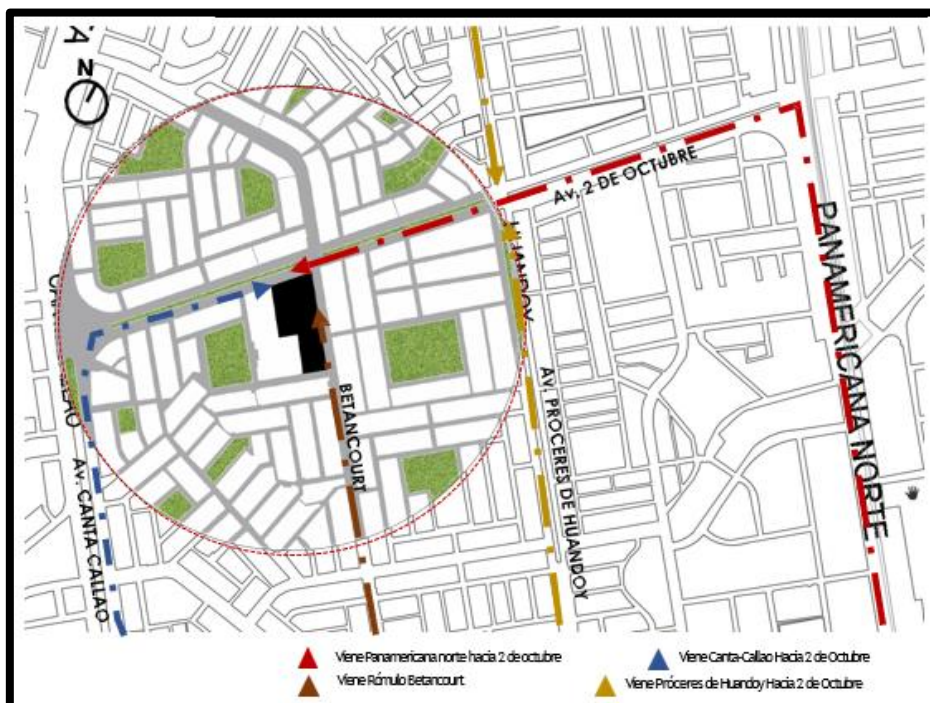 N
Av. 2 DE OCTUBRE
PANAMERICANA NORTE
HUANDOY
Av. PROCERES DE HUANDOY
BETANCOURT
Av. CANTA CALLAO
Viene Panamericana norte hacia 2 de octubre
Viene Canta-Callao Hacia 2 de Octubre
Viene Rómulo Betancourt
Viene Próceres de Huandoy Hacia 2 de Octubre